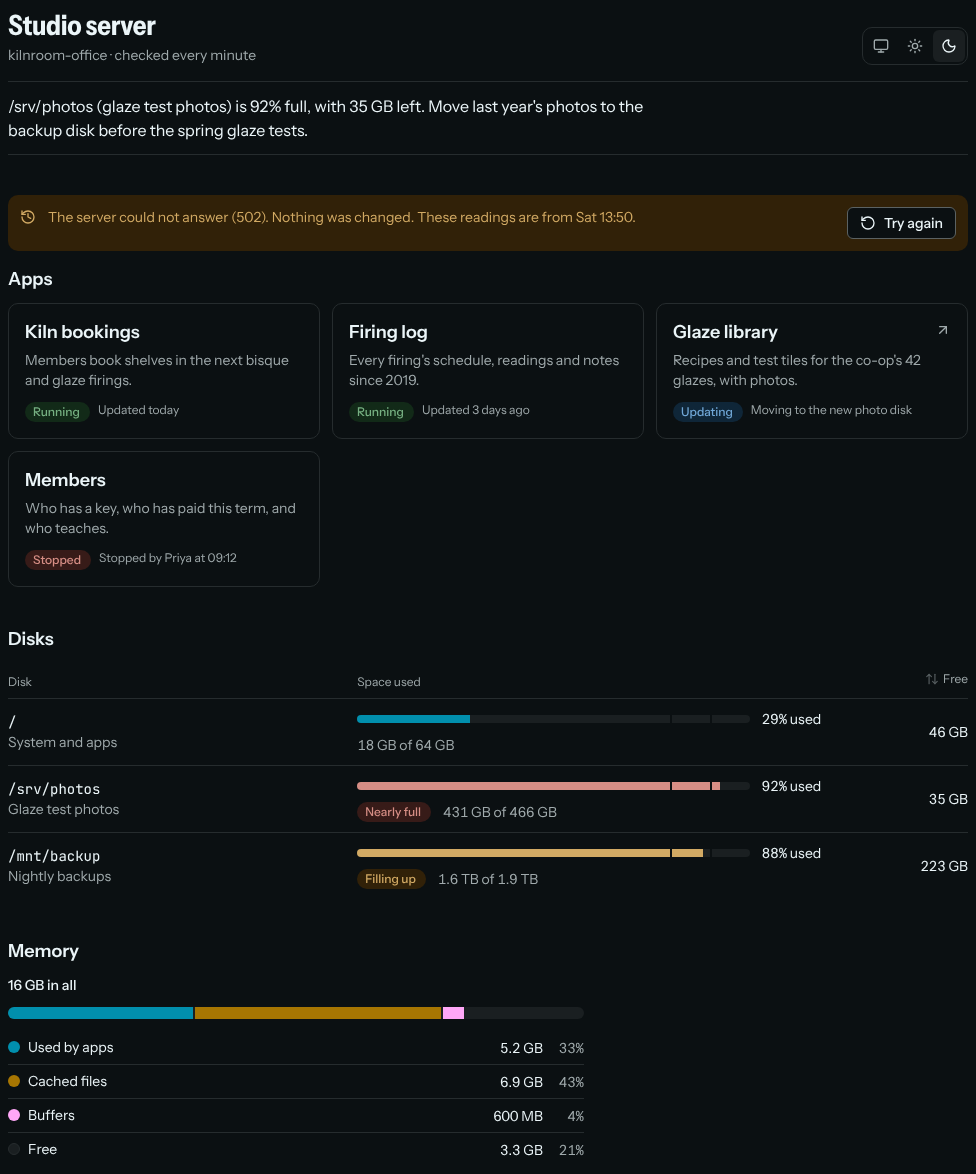 Studio server
kilnroom-office · checked every minute
/srv/photos (glaze test photos) is 92% full, with 35 GB left. Move last year's photos to the
backup disk before the spring glaze tests.
The server could not answer (502). Nothing was changed. These readings are from Sat 13:50.
Try again
Apps
Kiln bookings
Members book shelves in the next bisque
and glaze firings.
Running Updated today
Firing log
Every firing's schedule, readings and notes
since 2019.
Running Updated 3 days ago
Glaze library
Recipes and test tiles for the co-op's 42
glazes, with photos.
Updating Moving to the new photo disk
Members
Who has a key, who has paid this term, and
who teaches.
Stopped Stopped by Priya at 09:12
Disks
Disk Space used Free
/
System and apps
29% used
18 GB of 64 GB
46 GB
/srv/photos
Glaze test photos
92% used
Nearly full 431 GB of 466 GB
35 GB
/mnt/backup
Nightly backups
88% used
Filling up 1.6 TB of 1.9 TB
223 GB
Memory
16 GB in all
Used by apps 5.2 GB 33%
Cached files 6.9 GB 43%
Buffers 600 MB 4%
Free 3.3 GB 21%